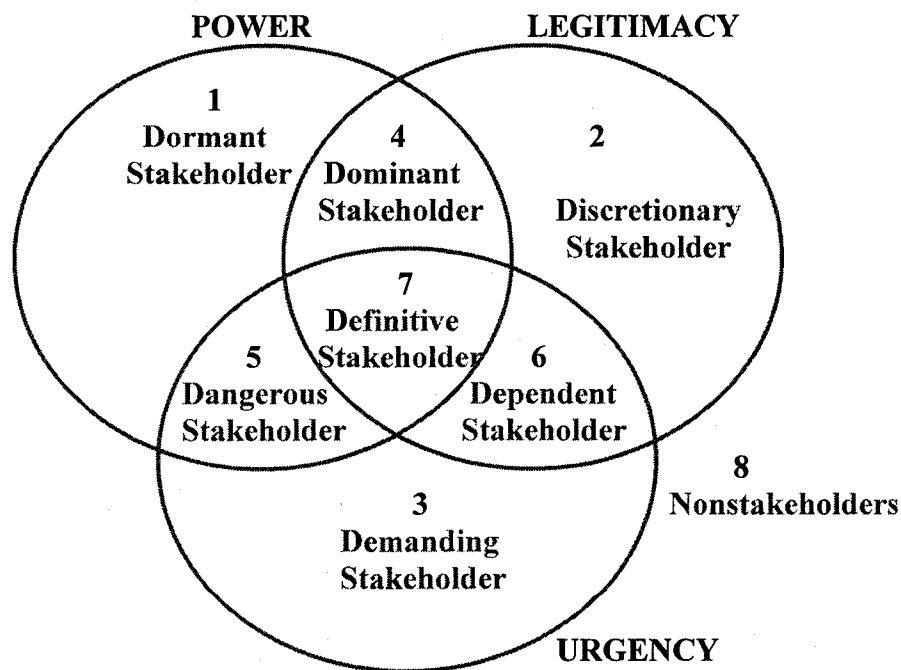 POWER
LEGITIMACY
1
Dormant
Stakeholder
4
Dominant
Stakeholder
2
Discretionary
Stakeholder
7
Definitive
Stakeholder
5
Dangerous
Stakeholder
6
Dependent
Stakeholder
8
Nonstakeholders
3
Demanding
Stakeholder
URGENCY